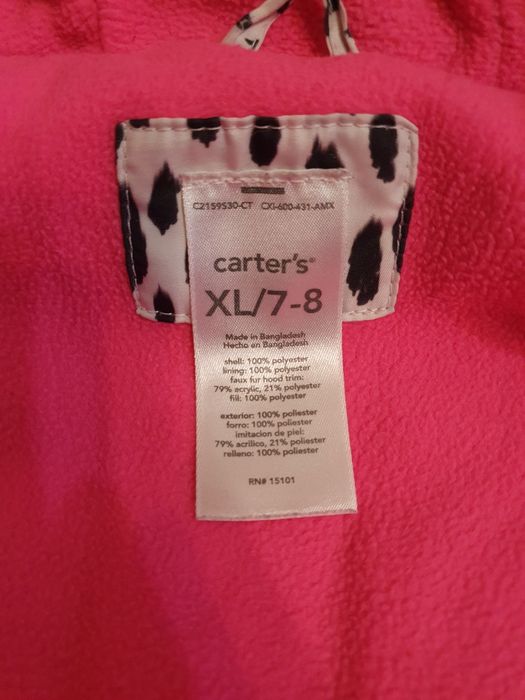 C2159530-CT CXI-600-431-AMX
carter's®
XL/7-8
Made in Bangladesh
Hecho en Bangladesh
shell: 100% polyester
lining: 100% polyester
faux fur hood trim:
79% acrylic, 21% polyester
fill: 100% polyester
exterior: 100% poliester
forro: 100% poliester
imitacion de piel:
79% acrilico, 21% poliester
relleno: 100% poliester
RN# 15101